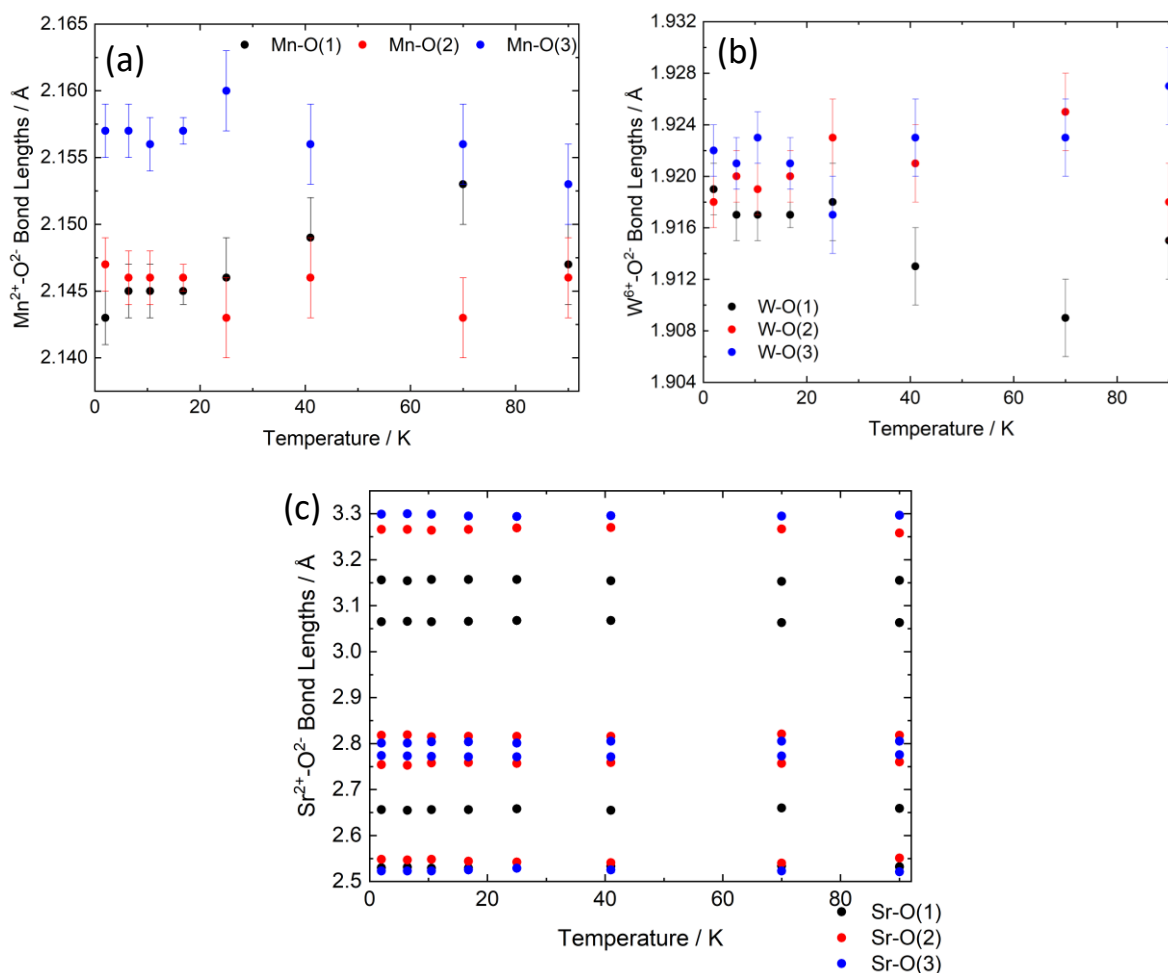 (a)
Mn-O(1) Mn-O(2) Mn-O(3)
Mn²⁺-O²⁻ Bond Lengths / Å
2.165
2.160
2.155
2.150
2.145
2.140
0 20 40 60 80
Temperature / K
(b)
W⁶⁺-O²⁻ Bond Lengths / Å
1.932
1.928
1.924
1.920
1.916
1.912
1.908
1.904
W-O(1)
W-O(2)
W-O(3)
0 20 40 60 80
Temperature / K
(c)
Sr²⁺-O²⁻ Bond Lengths / Å
3.3
3.2
3.1
3.0
2.9
2.8
2.7
2.6
2.5
0 20 40 60 80
Temperature / K
Sr-O(1)
Sr-O(2)
Sr-O(3)